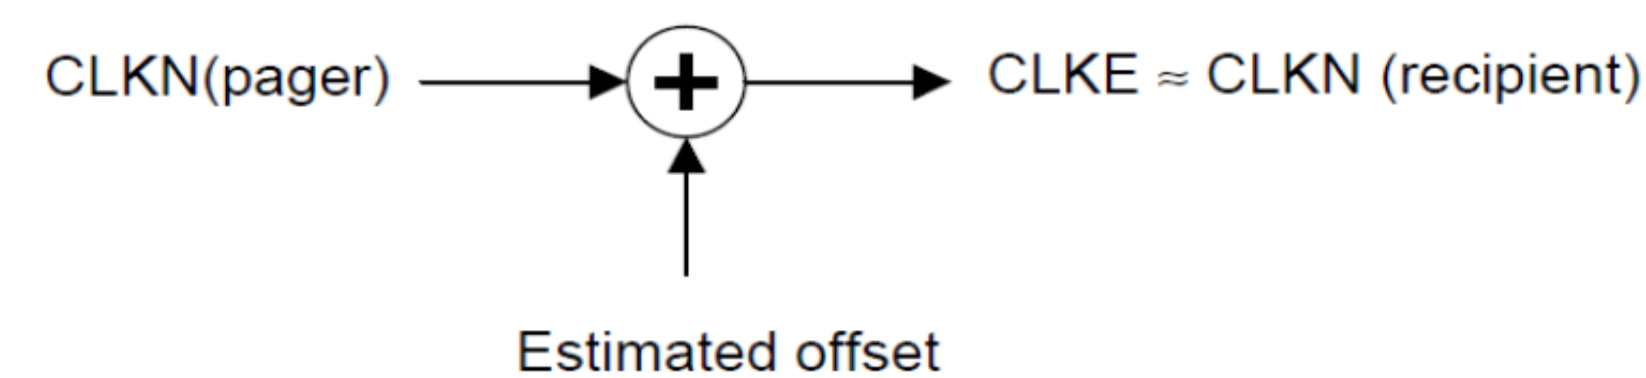 CLKN(pager) + CLKE ≈ CLKN (recipient)
Estimated offset